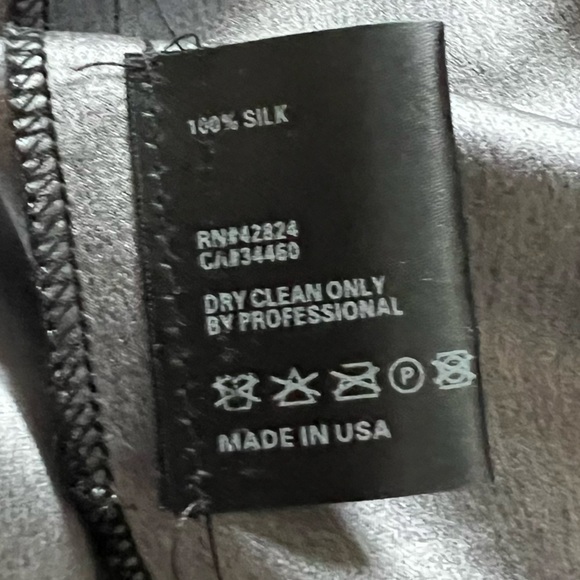 100% SILK
RN#42824
CA#34460
DRY CLEAN ONLY
BY PROFESSIONAL
P
MADE IN USA